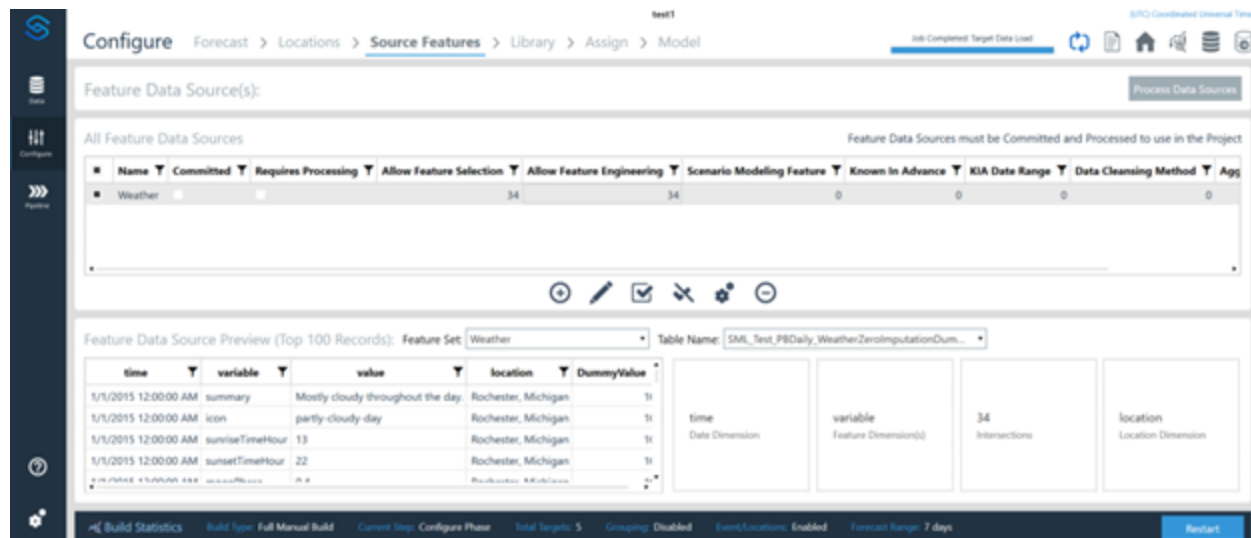 test1
(UTC) Coordinated Universal Time
Configure Forecast > Locations > Source Features > Library > Assign > Model
Job Completed: Target Data Load
Data
Configure
Pipeline
Feature Data Source(s):
Process Data Sources
All Feature Data Sources
Feature Data Sources must be Committed and Processed to use in the Project
Name Committed Requires Processing Allow Feature Selection Allow Feature Engineering Scenario Modeling Feature Known In Advance KIA Date Range Data Cleansing Method Agg
Weather 34 34 0 0 0 0
Feature Data Source Preview (Top 100 Records): Feature Set: Weather Table Name: SML_Test_PBDaily_WeatherZeroImputationDum...
time variable value location DummyValue
1/1/2015 12:00:00 AM summary Mostly cloudy throughout the day. Rochester, Michigan
1/1/2015 12:00:00 AM icon partly-cloudy-day Rochester, Michigan
1/1/2015 12:00:00 AM sunriseTimeHour 13 Rochester, Michigan
1/1/2015 12:00:00 AM sunsetTimeHour 22 Rochester, Michigan
time
Date Dimension
variable
Feature Dimension(s)
34
Intersections
location
Location Dimension
Build Statistics Build Type: Full Manual Build Current Step: Configure Phase Total Targets: 5 Grouping: Disabled Event/Locations: Enabled Forecast Range: 7 days
Restart